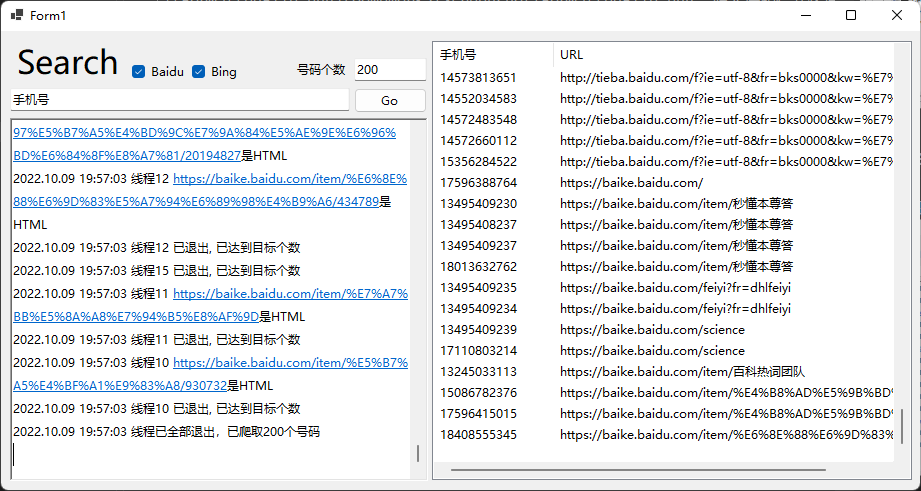 Form1
Search
Baidu
Bing
号码个数
200
手机号
Go
97%E5%B7%A5%E4%BD%9C%E7%9A%84%E5%AE%9E%E6%96%
BD%E6%84%8F%E8%A7%81/20194827是HTML
2022.10.09 19:57:03 线程12 https://baike.baidu.com/item/%E6%8E%
88%E6%9D%83%E5%A7%94%E6%89%98%E4%B9%A6/434789是
HTML
2022.10.09 19:57:03 线程12 已退出, 已达到目标个数
2022.10.09 19:57:03 线程15 已退出, 已达到目标个数
2022.10.09 19:57:03 线程11 https://baike.baidu.com/item/%E7%A7%
BB%E5%8A%A8%E7%94%B5%E8%AF%9D是HTML
2022.10.09 19:57:03 线程11 已退出, 已达到目标个数
2022.10.09 19:57:03 线程10 https://baike.baidu.com/item/%E5%B7%
A5%E4%BF%A1%E9%83%A8/930732是HTML
2022.10.09 19:57:03 线程10 已退出, 已达到目标个数
2022.10.09 19:57:03 线程已全部退出，已爬取200个号码
手机号 URL
14573813651 http://tieba.baidu.com/f?ie=utf-8&fr=bks0000&kw=%E7%
14552034583 http://tieba.baidu.com/f?ie=utf-8&fr=bks0000&kw=%E7%
14572483548 http://tieba.baidu.com/f?ie=utf-8&fr=bks0000&kw=%E7%
14572660112 http://tieba.baidu.com/f?ie=utf-8&fr=bks0000&kw=%E7%
15356284522 http://tieba.baidu.com/f?ie=utf-8&fr=bks0000&kw=%E7%
17596388764 https://baike.baidu.com/
13495409230 https://baike.baidu.com/item/秒懂本尊答
13495408237 https://baike.baidu.com/item/秒懂本尊答
13495409237 https://baike.baidu.com/item/秒懂本尊答
18013632762 https://baike.baidu.com/item/秒懂本尊答
13495409235 https://baike.baidu.com/feiyi?fr=dhlfeiyi
13495409234 https://baike.baidu.com/feiyi?fr=dhlfeiyi
13495409239 https://baike.baidu.com/science
17110803214 https://baike.baidu.com/science
13245033113 https://baike.baidu.com/item/百科热词团队
15086782376 https://baike.baidu.com/item/%E4%B8%AD%E5%9B%BD%
17596415015 https://baike.baidu.com/item/%E4%B8%AD%E5%9B%BD%
18408555345 https://baike.baidu.com/item/%E6%8E%88%E6%9D%83%